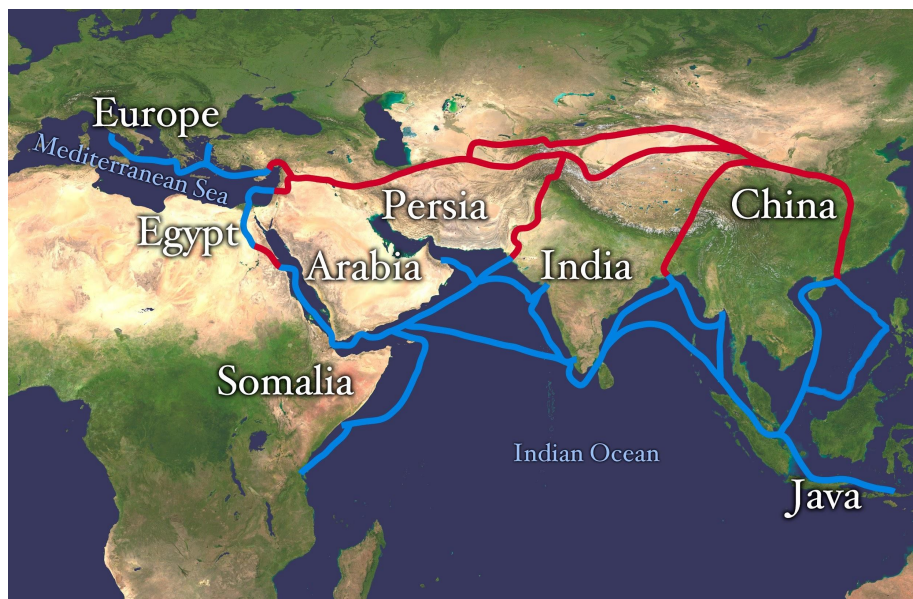 Europe
Mediterranean Sea
Egypt
Persia
Arabia
India
China
Somalia
Indian Ocean
Java